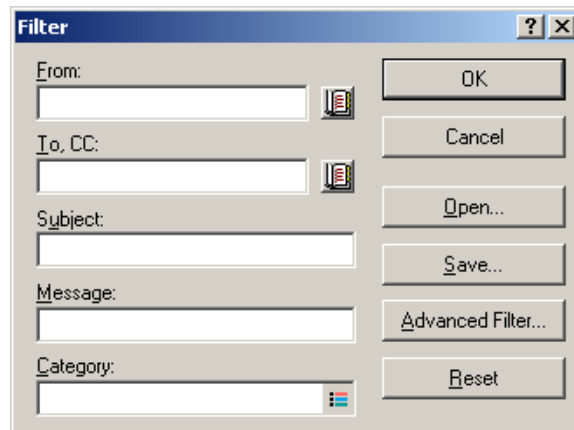 Filter
From:
OK
To, CC:
Cancel
Subject:
Open...
Save...
Message:
Advanced Filter...
Category:
Reset